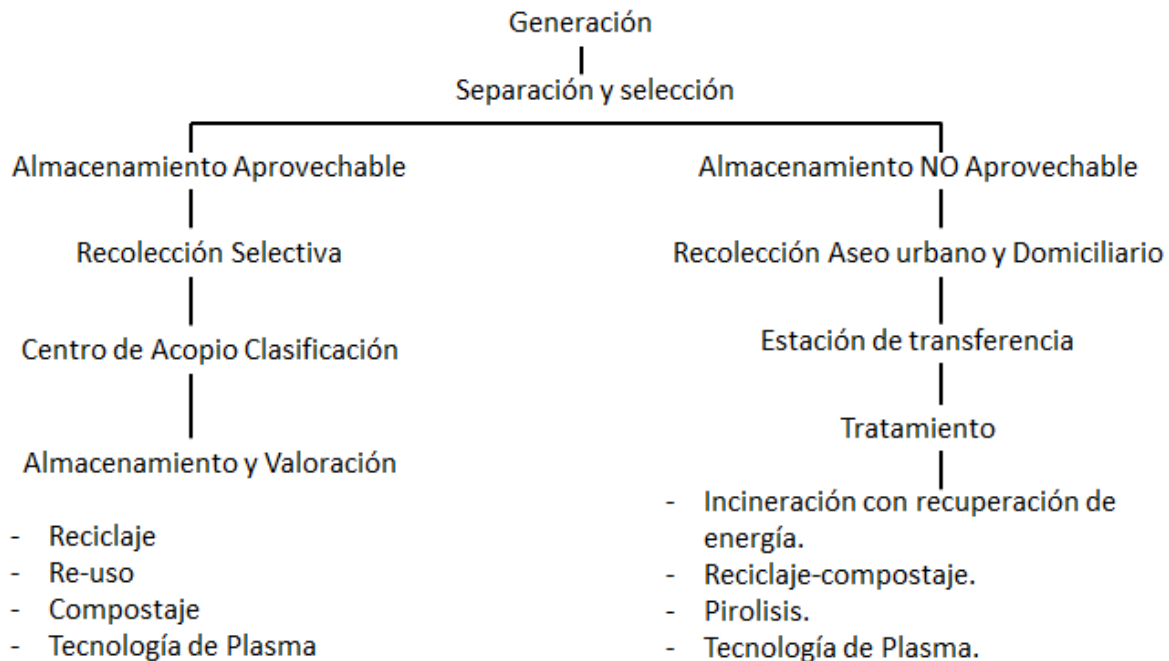 Generación
Separación y selección
Almacenamiento Aprovechable
Recolección Selectiva
Centro de Acopio Clasificación
Almacenamiento y Valoración
- Reciclaje
- Re-uso
- Compostaje
- Tecnología de Plasma
Almacenamiento NO Aprovechable
Recolección Aseo urbano y Domiciliario
Estación de transferencia
Tratamiento
- Incineración con recuperación de
energía.
- Reciclaje-compostaje.
- Pirolisis.
- Tecnología de Plasma.